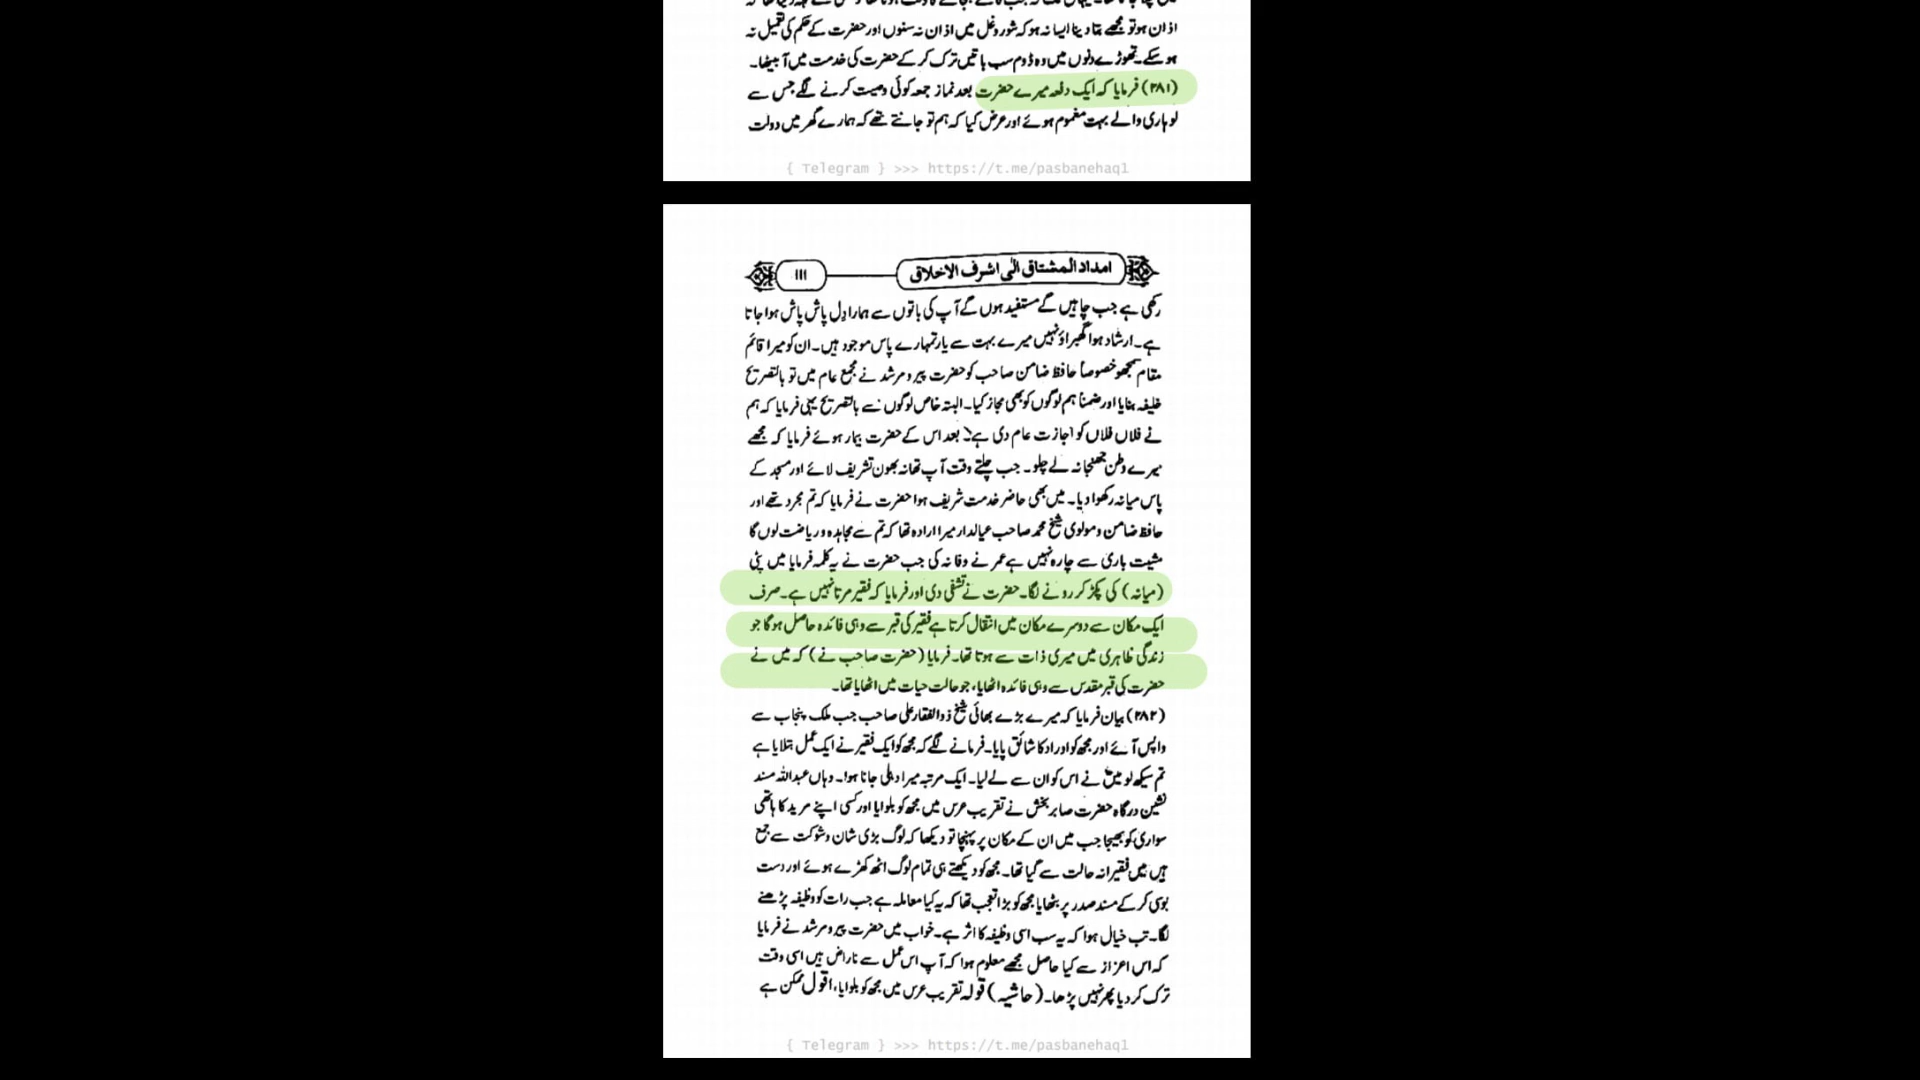 اذان ہو تو مجھے بتا دینا ایسا نہ ہو کہ شور وغل میں اذان نہ سنوں اور حضرت کے حکم کی تعمیل نہ
ہو سکے۔ تھوڑے دنوں میں وہ ڈوم سب باتیں ترک کر کے حضرت کی خدمت میں آ بیٹھا۔
(۲۸۱) فرمایا کہ ایک دفعہ میرے حضرت بعد نماز جمعہ کوئی وصیت کرنے لگے جس سے
لوہاری والے بہت مغموم ہوئے اور عرض کیا کہ ہم تو جانتے تھے کہ ہمارے گھر میں دولت
{ Telegram } >>> https://t.me/pasbanehaq1
امداد المشتاق الی اشرف الاخلاق
۱۱۱
رکھی ہے جب چاہیں گے مستفید ہوں گے آپ کی باتوں سے ہمارا دل پاش پاش ہوا جاتا
ہے۔ ارشاد ہوا گھبراؤ نہیں میرے بہت سے یار تمہارے پاس موجود ہیں۔ ان کو میرا قائم
مقام سمجھو خصوصاً حافظ ضامن صاحب کو حضرت پیر و مرشد نے مجمع عام میں تو بالتصریح
خلیفہ بنایا اور ضمناً ہم لوگوں کو بھی مجاز کیا۔ البتہ خاص لوگوں سے بالتصریح یہی فرمایا کہ ہم
نے فلاں فلاں کو اجازت عام دی ہے بعد اس کے حضرت بیمار ہوئے فرمایا کہ مجھے
میرے وطن جھنجانہ لے چلو۔ جب چلتے وقت آپ تھانہ بھون تشریف لائے اور مسجد کے
پاس میانہ رکھوا دیا۔ میں بھی حاضر خدمت شریف ہوا حضرت نے فرمایا کہ تم مجرد تھے اور
حافظ ضامن و مولوی شیخ محمد صاحب عیالدار میرا ارادہ تھا کہ تم سے مجاہدہ و ریاضت لوں گا
مشیت باری سے چارہ نہیں ہے عمر نے وفا نہ کی جب حضرت نے یہ کلمہ فرمایا میں پٹی
(میانہ) کی پکڑ کر رونے لگا۔ حضرت نے تشفی دی اور فرمایا کہ فقیر مرتا نہیں ہے۔ صرف
ایک مکان سے دوسرے مکان میں انتقال کرتا ہے فقیر کی قبر سے وہی فائدہ حاصل ہوگا جو
زندگی ظاہری میں میری ذات سے ہوتا تھا۔ فرمایا (حضرت صاحب نے) کہ میں نے
حضرت کی قبر مقدس سے وہی فائدہ اٹھایا، جو حالت حیات میں اٹھایا تھا۔
(۲۸۲) بیان فرمایا کہ میرے بڑے بھائی شیخ ذوالفقار علی صاحب جب ملک پنجاب سے
واپس آئے اور مجھ کو اوراد کا شائق پایا۔ فرمانے لگے کہ مجھ کو ایک فقیر نے ایک عمل بتلایا ہے
تم سیکھ لو میں نے اس کو ان سے لے لیا۔ ایک مرتبہ میرا دہلی جانا ہوا۔ وہاں عبداللہ مسند
نشین درگاہ حضرت صابر بخش نے تقریب عرس میں مجھ کو بلوایا اور کسی اپنے مرید کا ہاتھی
سواری کو بھیجا جب میں ان کے مکان پر پہنچا تو دیکھا کہ لوگ بڑی شان و شوکت سے جمع
ہیں میں فقیرانہ حالت سے گیا تھا۔ مجھ کو دیکھتے ہی تمام لوگ اٹھ کھڑے ہوئے اور دست
بوسی کر کے مسند صدر پر بٹھایا مجھ کو بڑا تعجب تھا کہ یہ کیا معاملہ ہے جب رات کو وظیفہ پڑھنے
لگا۔ تب خیال ہوا کہ یہ سب اسی وظیفہ کا اثر ہے۔ خواب میں حضرت پیر و مرشد نے فرمایا
کہ اس اعزاز سے کیا حاصل مجھے معلوم ہوا کہ آپ اس عمل سے ناراض ہیں اسی وقت
ترک کر دیا پھر نہیں پڑھا۔ (حاشیہ) قولہ تقریب عرس میں مجھ کو بلوایا، اقول ممکن ہے
{ Telegram } >>> https://t.me/pasbanehaq1